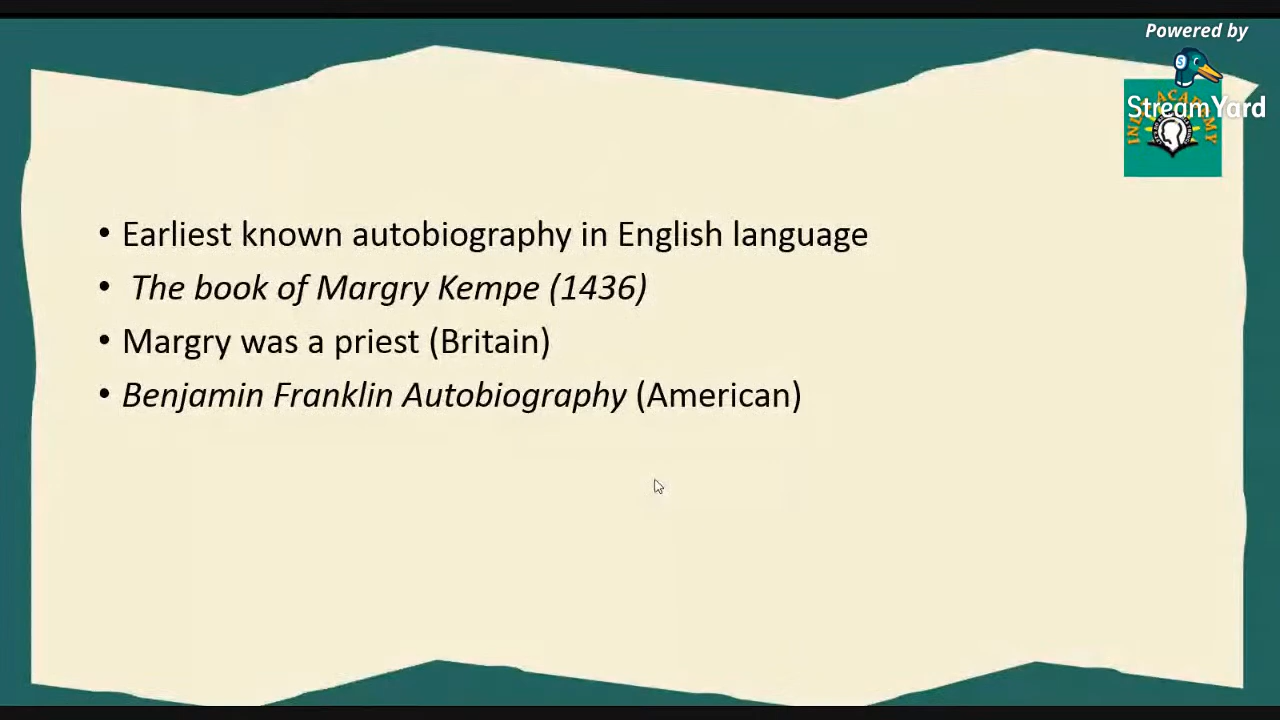 Powered by
StreamYard
ACADEMY
• Earliest known autobiography in English language
• The book of Margry Kempe (1436)
• Margry was a priest (Britain)
• Benjamin Franklin Autobiography (American)